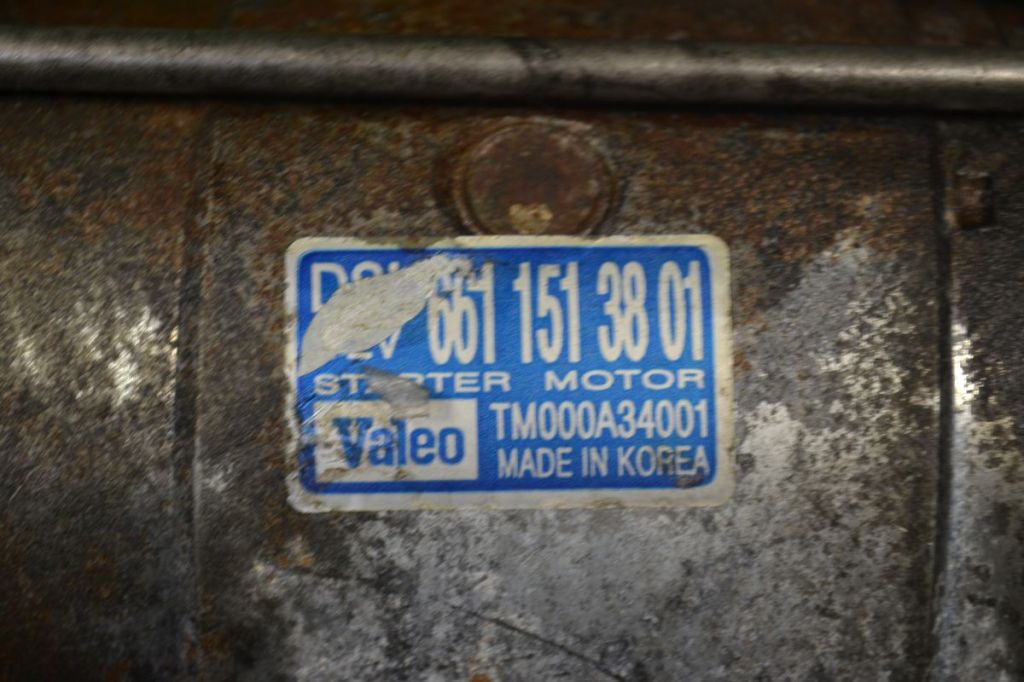 661 151 38 01
STARTER MOTOR
Valeo
TM000A34001
MADE IN KOREA